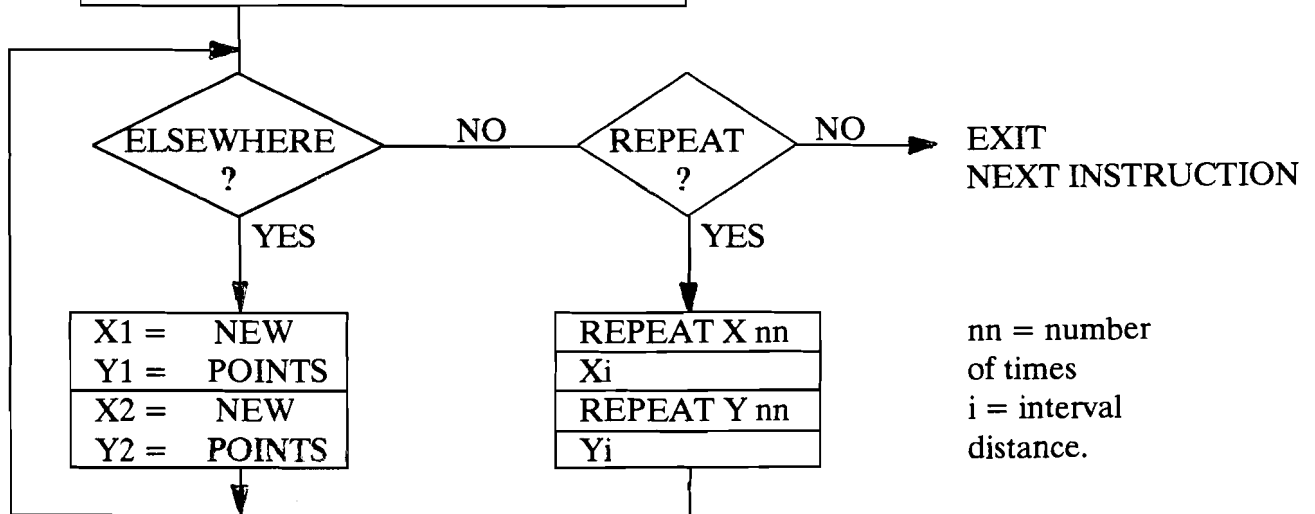 ELSEWHERE
?
NO
REPEAT
?
NO
EXIT
NEXT INSTRUCTION
YES
YES
X1 = NEW
Y1 = POINTS
X2 = NEW
Y2 = POINTS
REPEAT X nn
Xi
REPEAT Y nn
Yi
nn = number
of times
i = interval
distance.